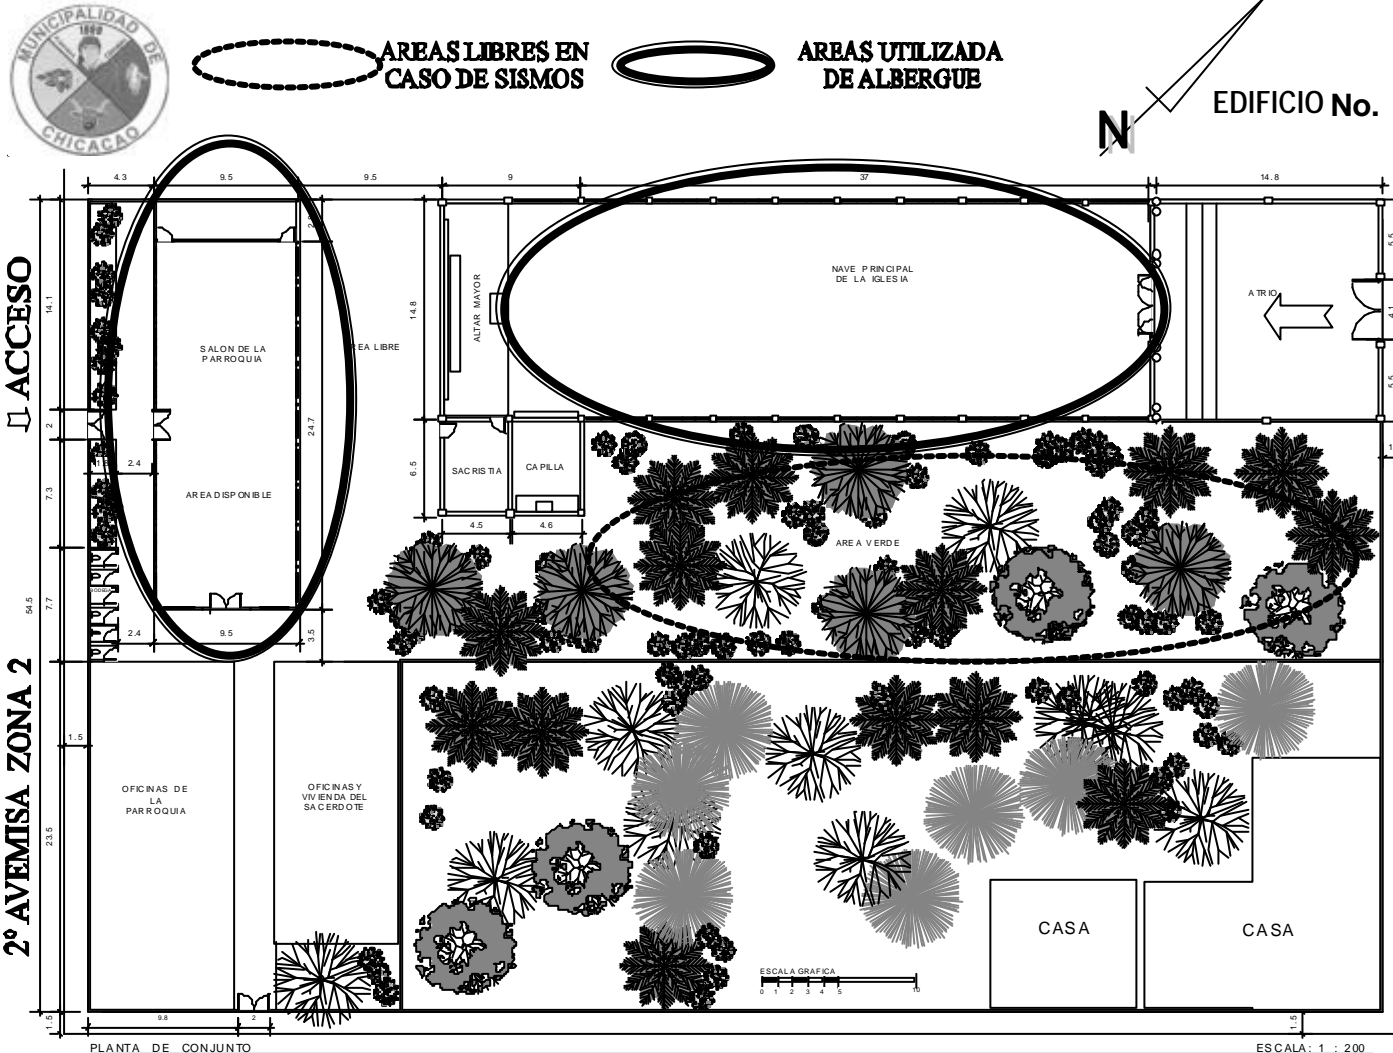 MUNICIPALIDAD DE
CHICACAO
AREAS LIBRES EN
CASO DE SISMOS
AREAS UTILIZADA
DE ALBERGUE
N
EDIFICIO No.
4.3
9.5
9.5
9
37
14.8
ACCESO
14.1
2
7.3
54.5
7.7
23.5
1.5
1.5
2º AVEMISA ZONA 2
SALON DE LA
PARROQUIA
AREA DISPONIBLE
24.7
2.4
2.4
9.5
3.5
14.8
6.5
ALTAR MAYOR
NAVE PRINCIPAL
DE LA IGLESIA
ATRIO
5.5
4.1
5.5
SACRISTIA
CAPILLA
4.5
4.6
AREA VERDE
OFICINAS DE
LA
PARROQUIA
OFICINAS Y
VIVIENDA DEL
SACERDOTE
CASA
CASA
ESCALA GRAFICA
0 1 2 3 4 5 10
9.8
2
1.5
PLANTA DE CONJUNTO
ESCALA: 1 : 200